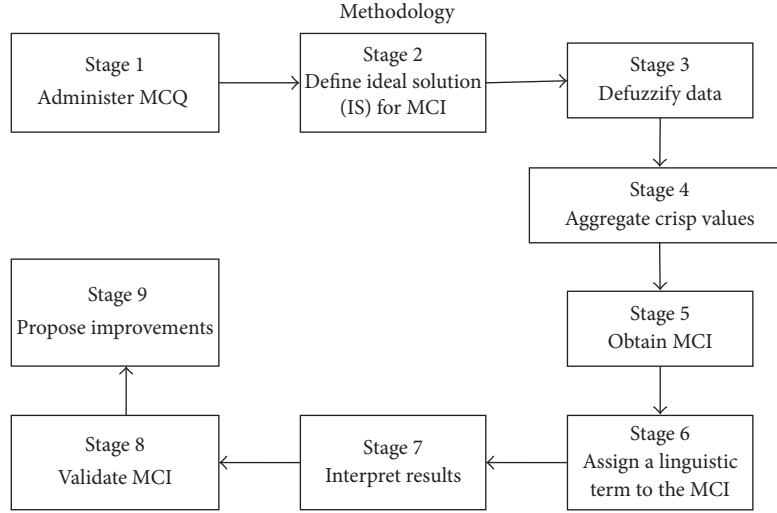 Methodology
Stage 1
Administer MCQ
Stage 2
Define ideal solution
(IS) for MCI
Stage 3
Defuzzify data
Stage 4
Aggregate crisp values
Stage 5
Obtain MCI
Stage 6
Assign a linguistic
term to the MCI
Stage 7
Interpret results
Stage 8
Validate MCI
Stage 9
Propose improvements